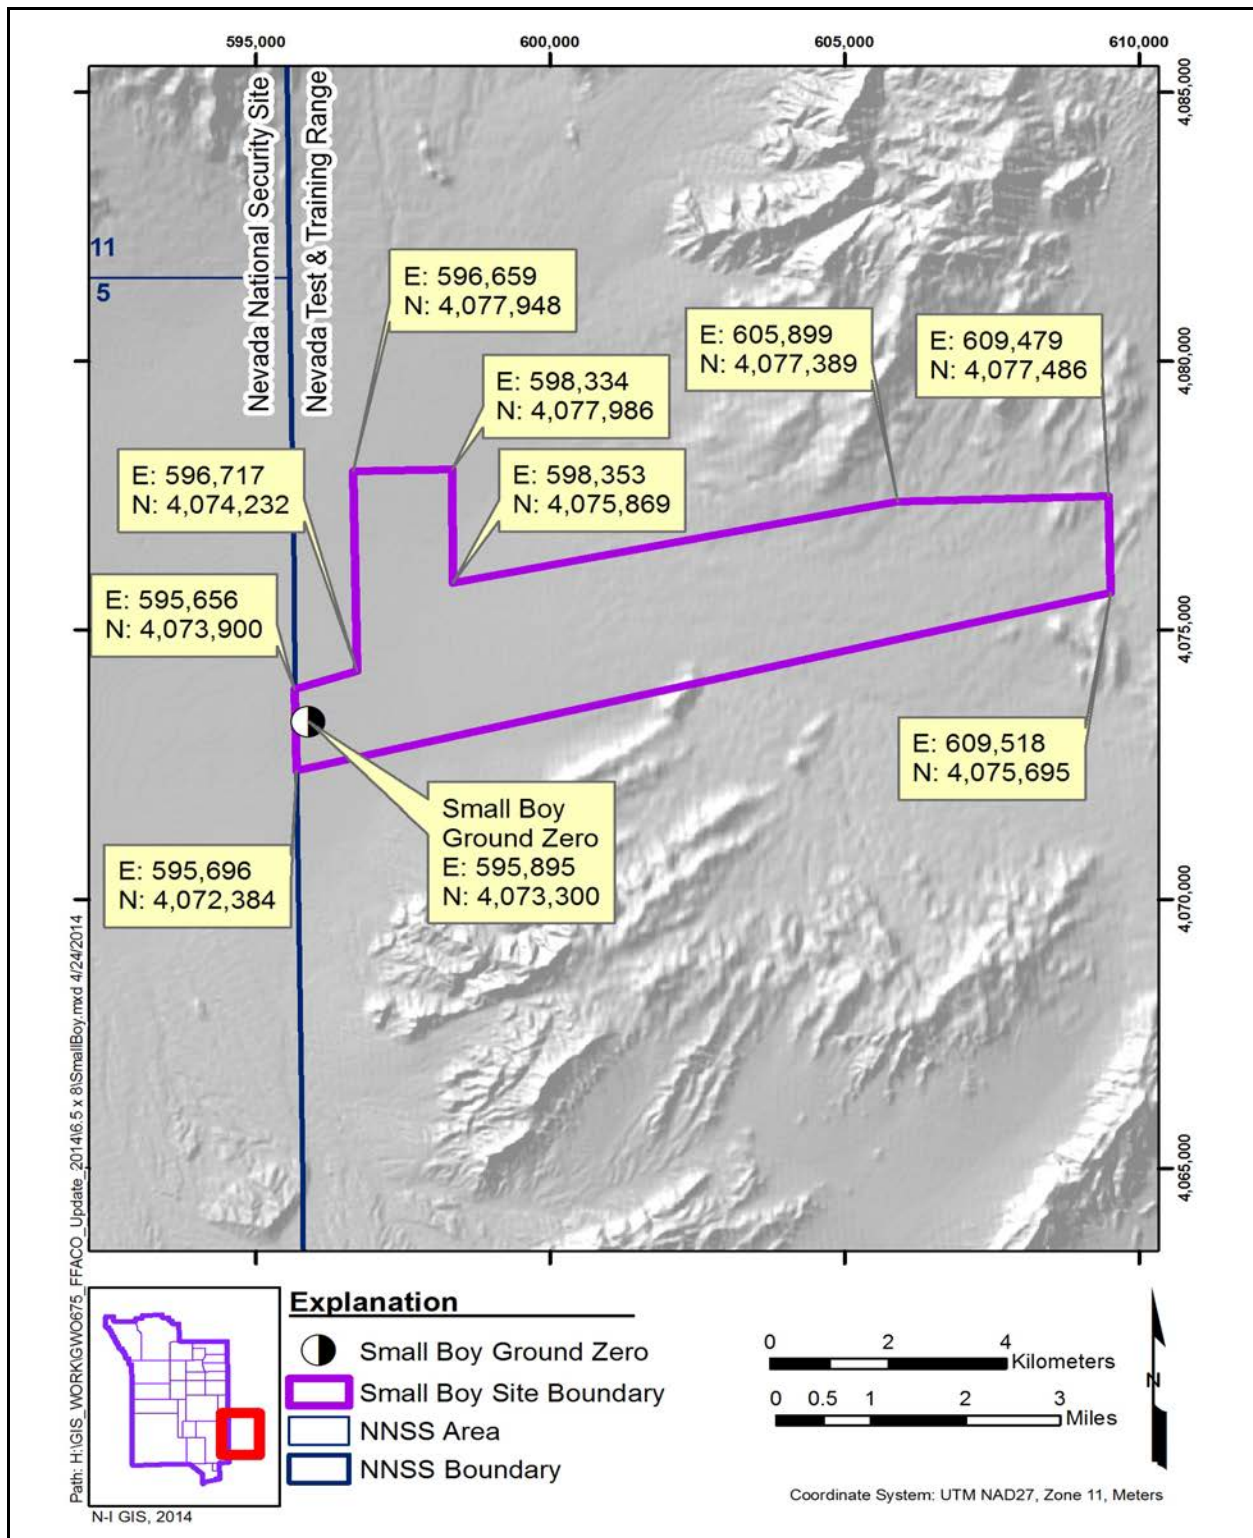 595,000
600,000
605,000
610,000
4,085,000
4,080,000
4,075,000
4,070,000
4,065,000
Nevada National Security Site
Nevada Test & Training Range
11
5
E: 596,659
N: 4,077,948
E: 598,334
N: 4,077,986
E: 605,899
N: 4,077,389
E: 609,479
N: 4,077,486
E: 596,717
N: 4,074,232
E: 598,353
N: 4,075,869
E: 595,656
N: 4,073,900
E: 609,518
N: 4,075,695
Small Boy
Ground Zero
E: 595,895
N: 4,073,300
E: 595,696
N: 4,072,384
Path: H:\GIS_WORK\GWO675_FFACO_Update_2014\6.5 x 8\SmallBoy.mxd 4/24/2014
N-I GIS, 2014
Explanation
Small Boy Ground Zero
Small Boy Site Boundary
NNSS Area
NNSS Boundary
0 2 4
Kilometers
0 0.5 1 2 3
Miles
N
Coordinate System: UTM NAD27, Zone 11, Meters